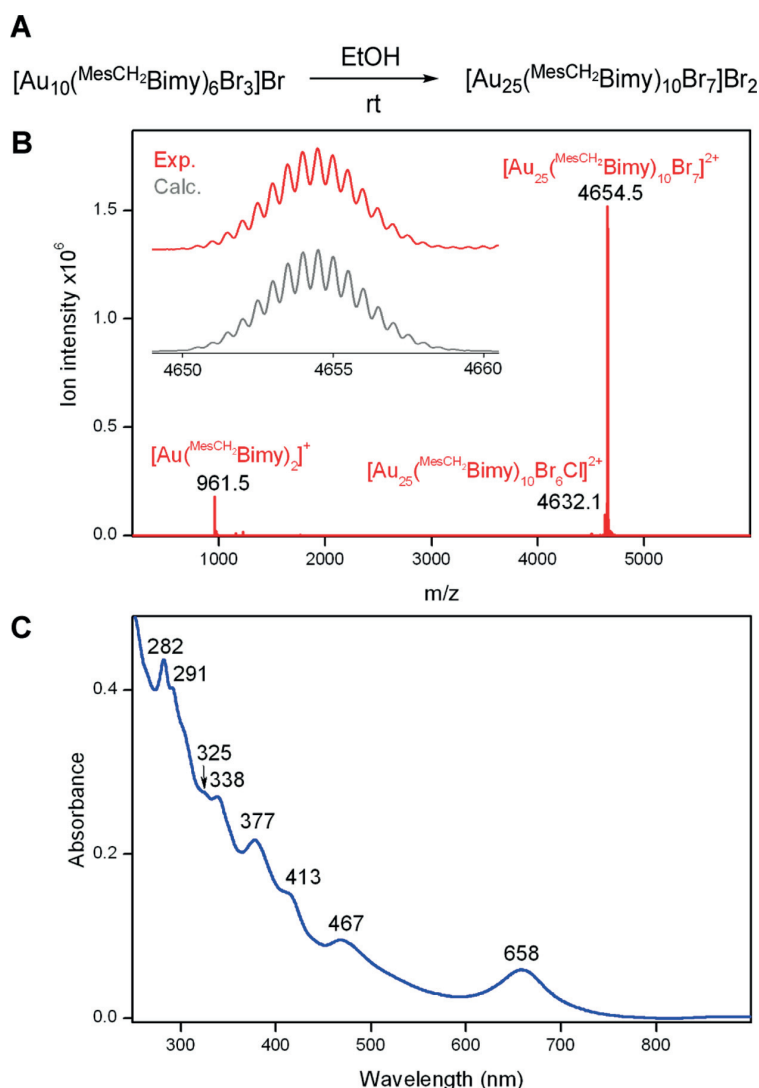 A
[Au₁₀(ᴹᵉˢᶜᴴ²Bimy)₆Br₃]Br EtOH rt [Au₂₅(ᴹᵉˢᶜᴴ²Bimy)₁₀Br₇]Br₂
B
Exp.
Calc.
[Au₂₅(ᴹᵉˢᶜᴴ²Bimy)₁₀Br₇]²⁺
4654.5
1.5
1.0
0.5
0.0
Ion intensity x10⁶
4650 4655 4660
[Au(ᴹᵉˢᶜᴴ²Bimy)₂]⁺
961.5
[Au₂₅(ᴹᵉˢᶜᴴ²Bimy)₁₀Br₆Cl]²⁺
4632.1
1000 2000 3000 4000 5000
m/z
C
282
291
325
338
377
413
467
658
0.4
0.2
0.0
Absorbance
300 400 500 600 700 800
Wavelength (nm)